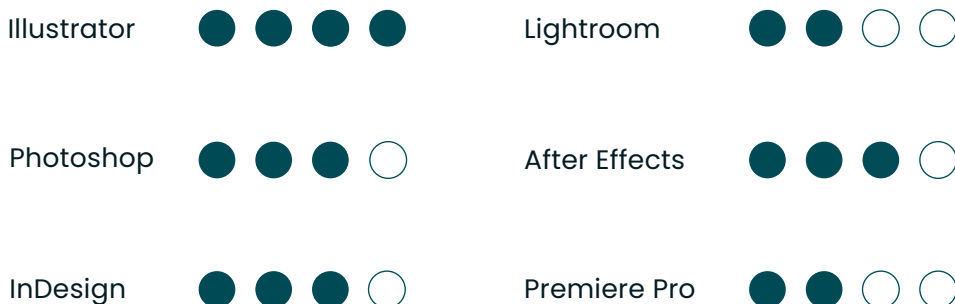 Illustrator
Lightroom
Photoshop
After Effects
InDesign
Premiere Pro